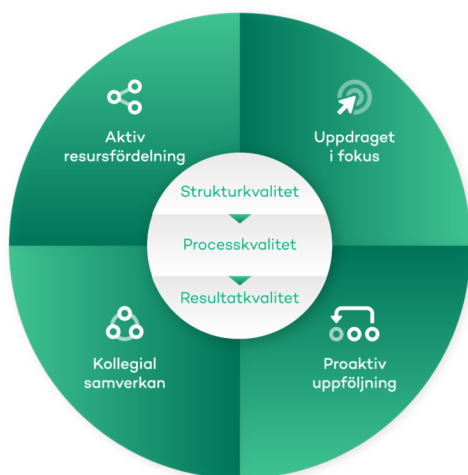 Aktiv
resursfördelning
Uppdraget
i fokus
Strukturkvalitet
Processkvalitet
Resultatkvalitet
Kollegial
samverkan
Proaktiv
uppföljning